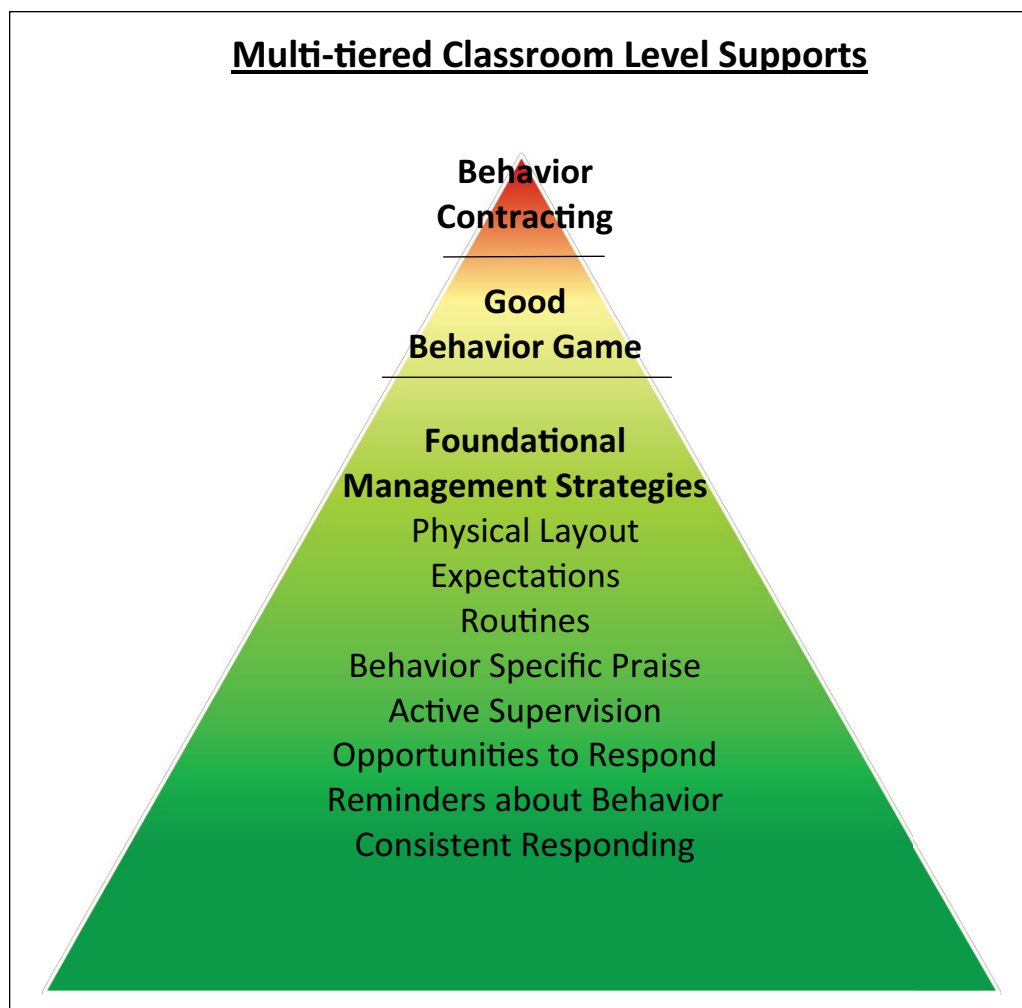 Multi-tiered Classroom Level Supports
Behavior
Contracting
Good
Behavior Game
Foundational
Management Strategies
Physical Layout
Expectations
Routines
Behavior Specific Praise
Active Supervision
Opportunities to Respond
Reminders about Behavior
Consistent Responding